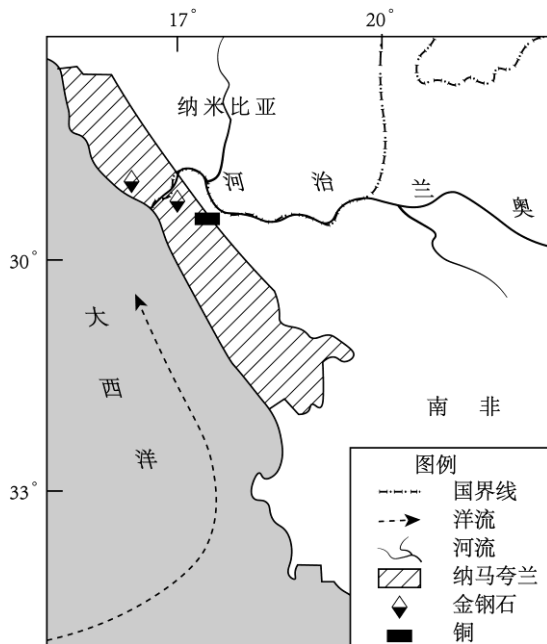 17° 20°
纳米比亚
河 治 兰 奥
30°
大
西
洋
南 非
33°
图例
国界线
洋流
河流
纳马夸兰
金钢石
铜